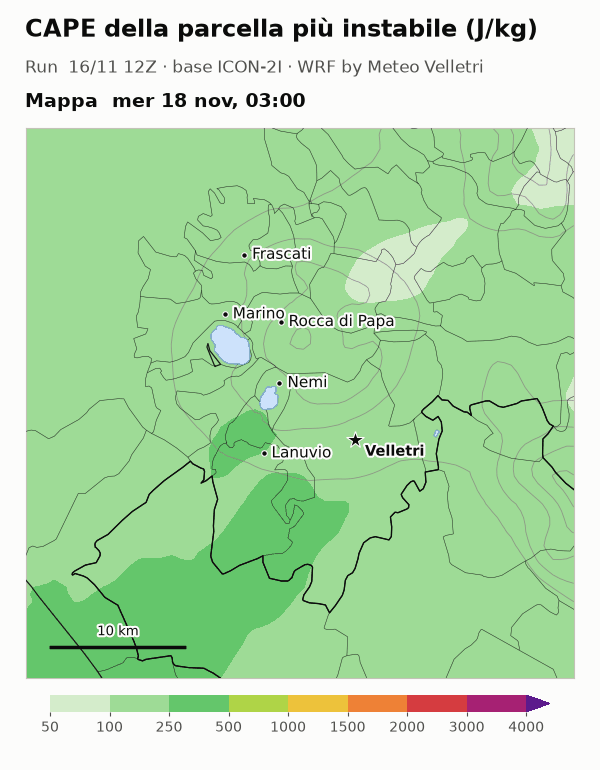 CAPE della parcella più instabile (J/kg)
Run 16/11 12Z · base ICON-2I · WRF by Meteo Velletri
Mappa mer 18 nov, 03:00
Frascati
Marino
Rocca di Papa
Nemi
Lanuvio
Velletri
10 km
50 100 250 500 1000 1500 2000 3000 4000